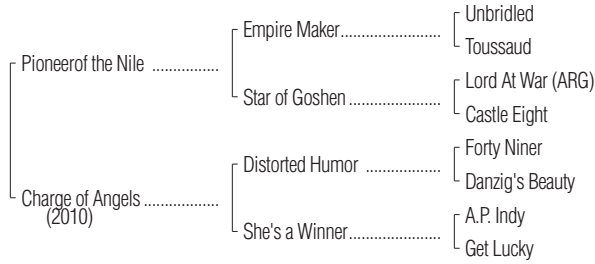 Unbridled
Empire Maker
Toussaud
Pioneerof the Nile
Lord At War (ARG)
Star of Goshen
Castle Eight
Forty Niner
Distorted Humor
Danzig's Beauty
Charge of Angels
(2010)
A.P. Indy
She's a Winner
Get Lucky